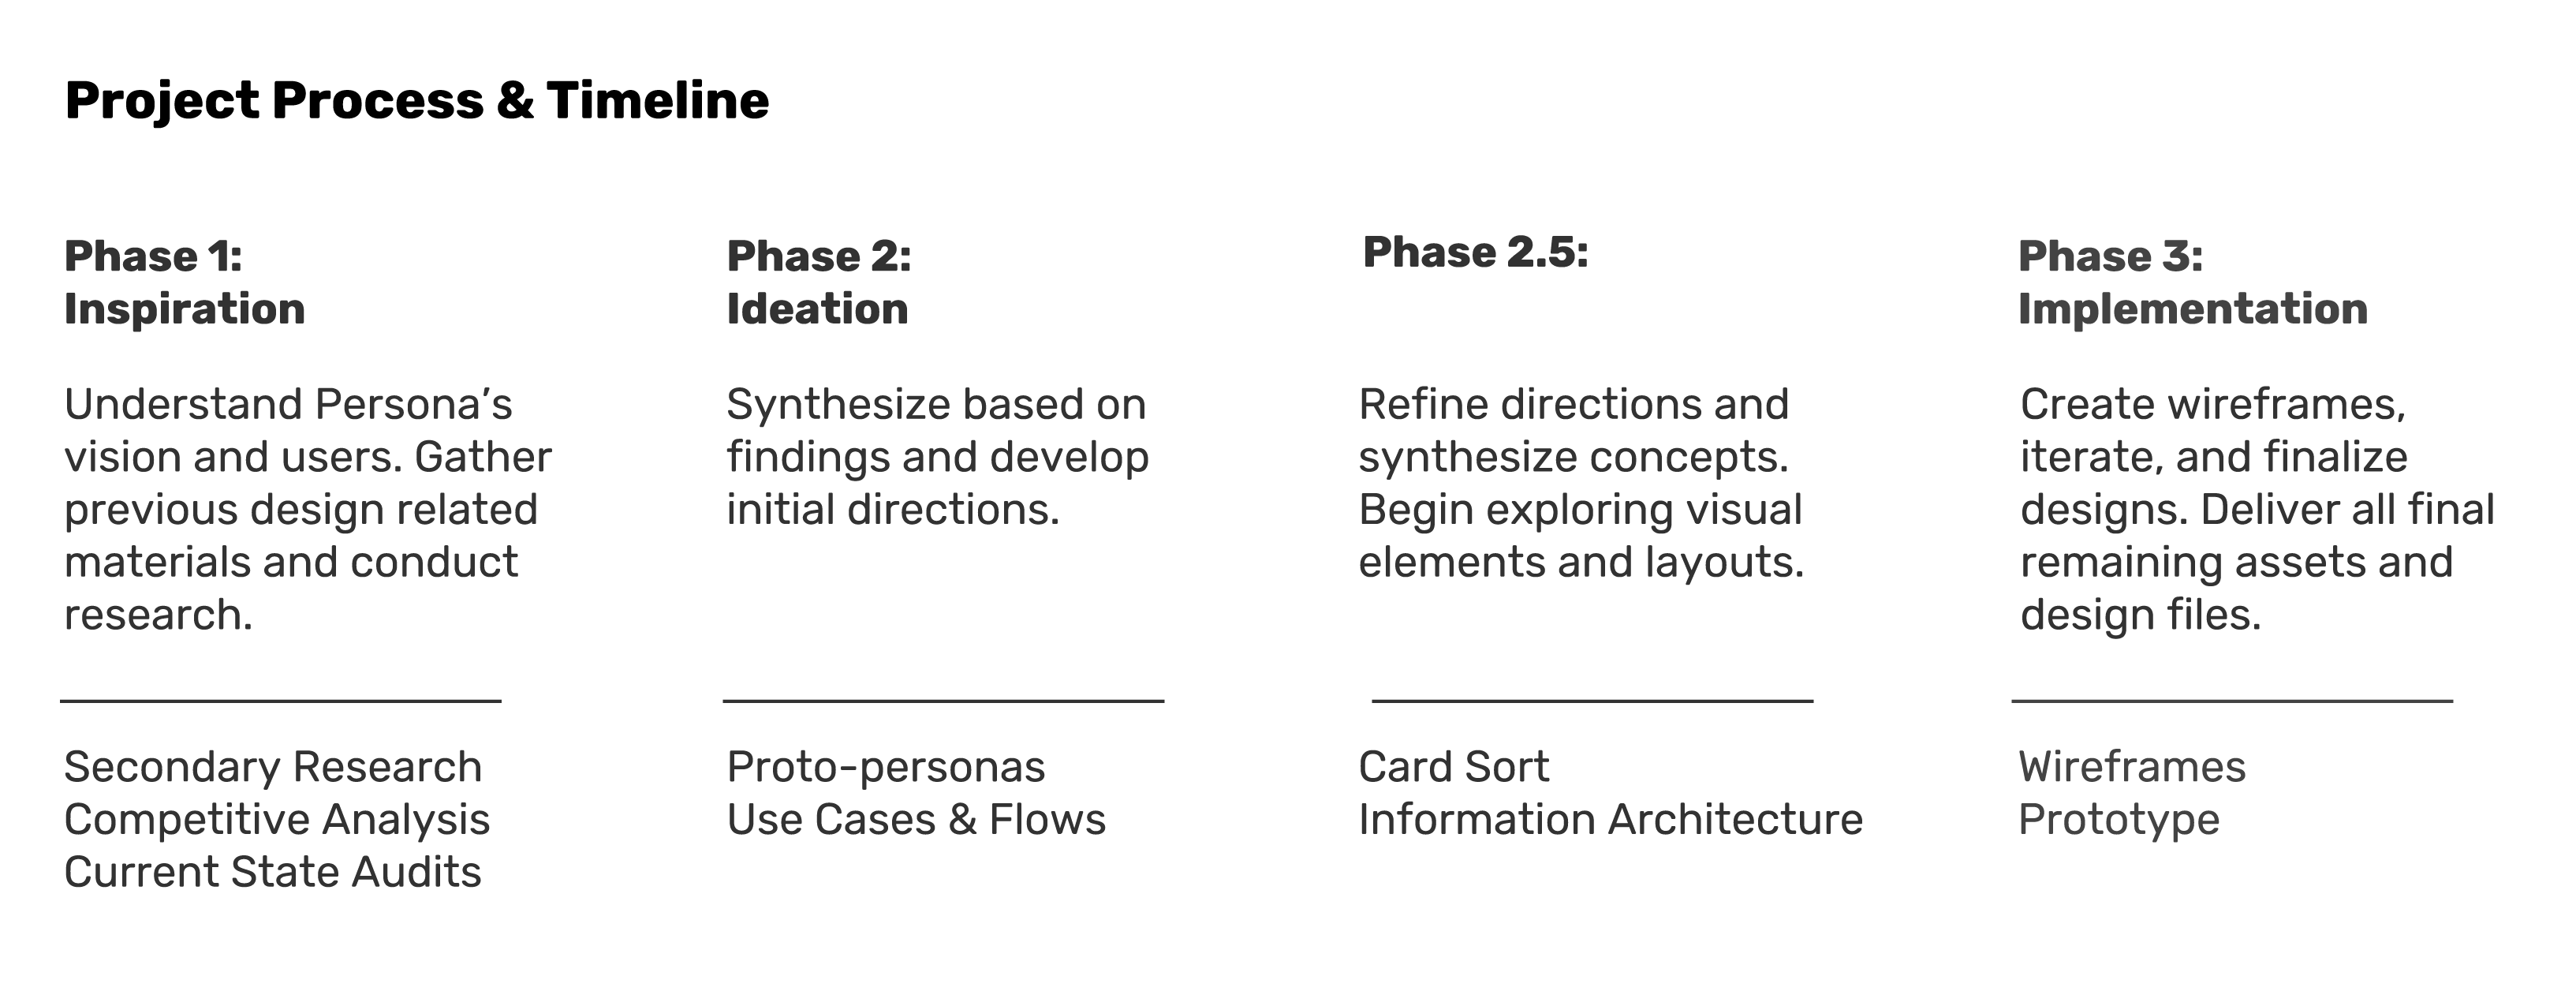 Project Process & Timeline
Phase 1:
Inspiration
Understand Persona’s
vision and users. Gather
previous design related
materials and conduct
research.
Secondary Research
Competitive Analysis
Current State Audits
Phase 2:
Ideation
Synthesize based on
findings and develop
initial directions.
Proto-personas
Use Cases & Flows
Phase 2.5:
Refine directions and
synthesize concepts.
Begin exploring visual
elements and layouts.
Card Sort
Information Architecture
Phase 3:
Implementation
Create wireframes,
iterate, and finalize
designs. Deliver all final
remaining assets and
design files.
Wireframes
Prototype